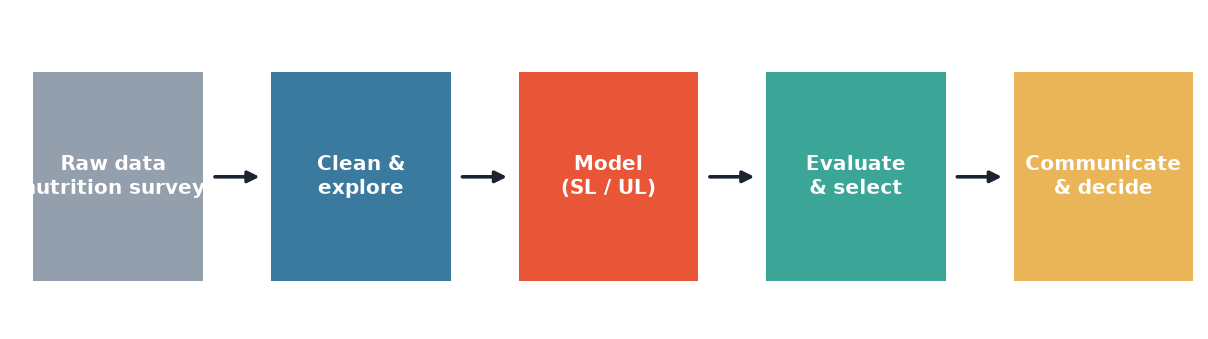 Raw data
nutrition survey
Clean &
explore
Model
(SL / UL)
Evaluate
& select
Communicate
& decide